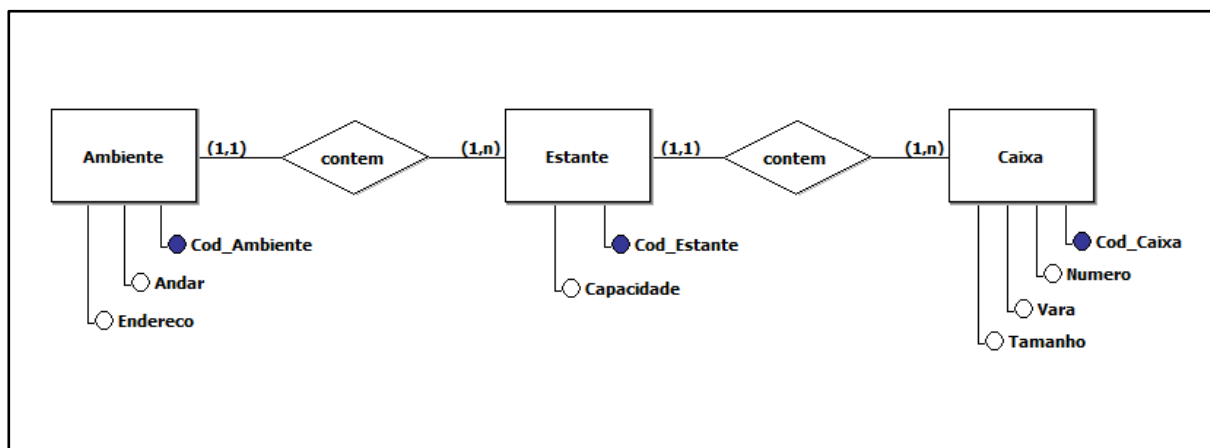 Ambiente
(1,1)
contem
(1,n)
Estante
(1,1)
contem
(1,n)
Caixa
Cod_Ambiente
Andar
Endereco
Cod_Estante
Capacidade
Cod_Caixa
Numero
Vara
Tamanho